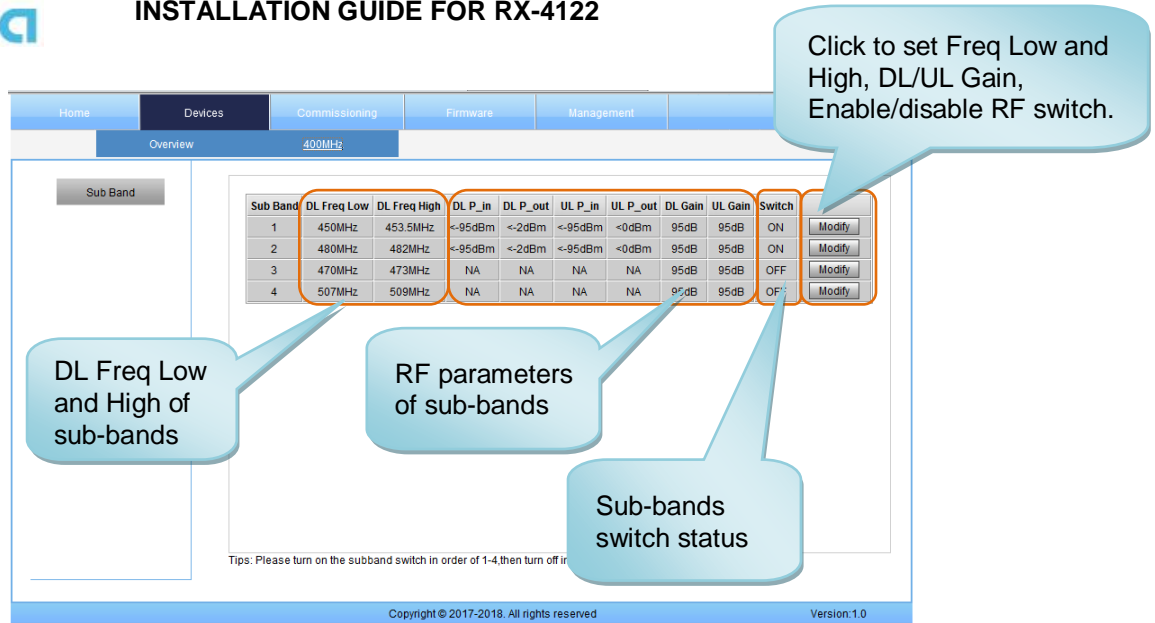 INSTALLATION GUIDE FOR RX-4122
Click to set Freq Low and
High, DL/UL Gain,
Enable/disable RF switch.
Home Devices Commissioning Firmware Management
Overview 400MHz
Sub Band
Sub Band DL Freq Low DL Freq High DL P_in DL P_out UL P_in UL P_out DL Gain UL Gain Switch
1 450MHz 453.5MHz <-95dBm <-2dBm <-95dBm <0dBm 95dB 95dB ON Modify
2 480MHz 482MHz <-95dBm <-2dBm <-95dBm <0dBm 95dB 95dB ON Modify
3 470MHz 473MHz NA NA NA NA 95dB 95dB OFF Modify
4 507MHz 509MHz NA NA NA NA 95dB 95dB OFF Modify
DL Freq Low
and High of
sub-bands
RF parameters
of sub-bands
Sub-bands
switch status
Tips: Please turn on the subband switch in order of 1-4,then turn off
Copyright © 2017-2018. All rights reserved Version:1.0